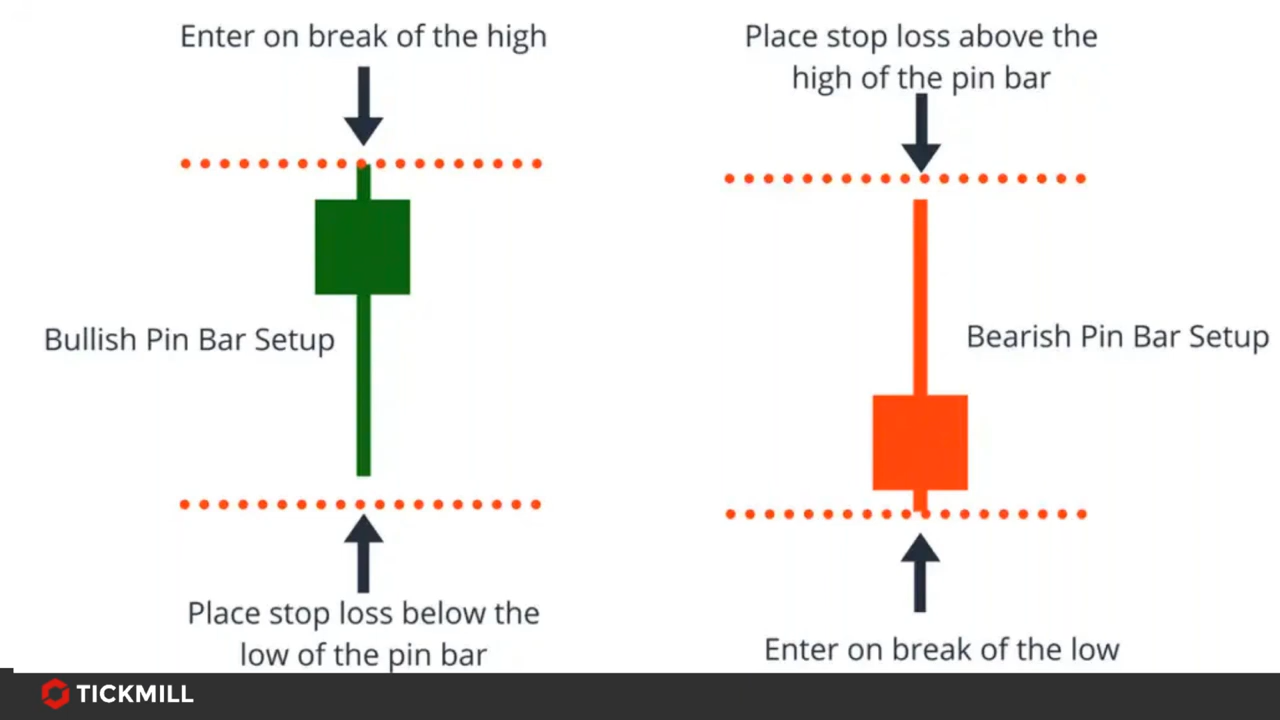 Enter on break of the high
Place stop loss above the
high of the pin bar
Bullish Pin Bar Setup
Bearish Pin Bar Setup
Place stop loss below the
low of the pin bar
Enter on break of the low
TICKMILL